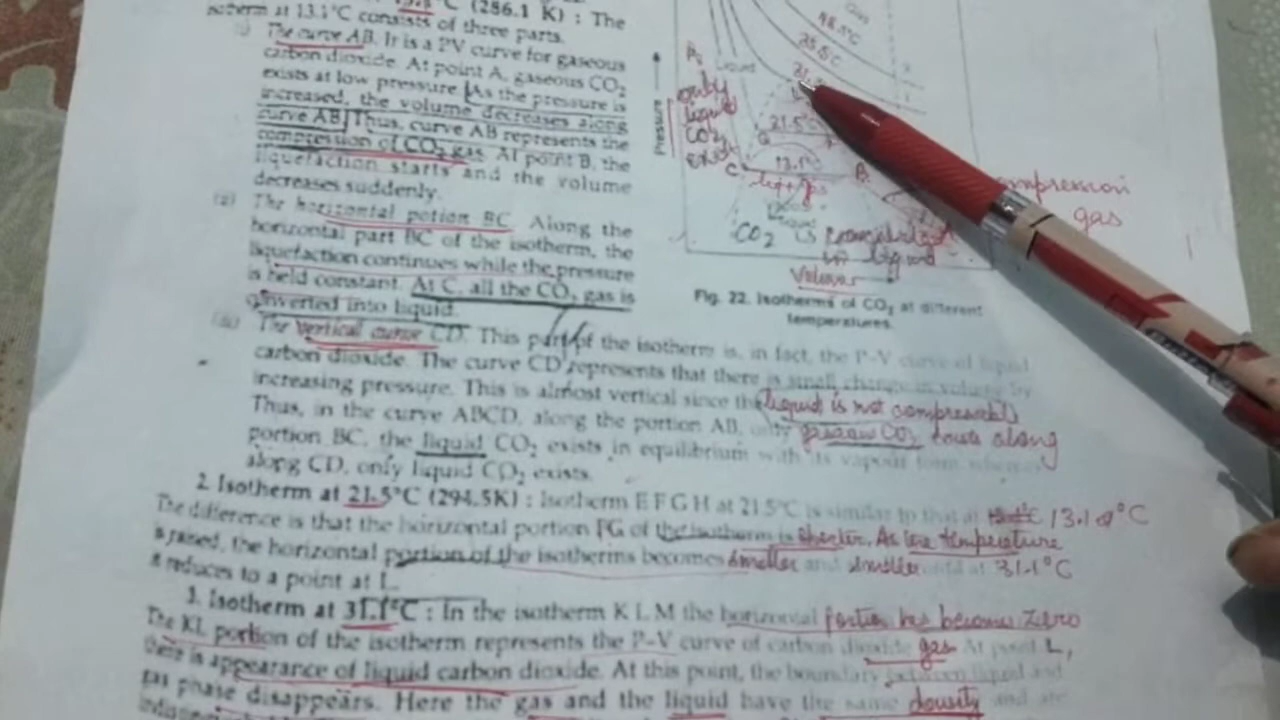 13.1°C (286.1 K) : The
isotherm at 13.1°C consists of three parts.
(i) The curve AB. It is a PV curve for gaseous
carbon dioxide. At point A, gaseous CO₂
exists at low pressure. As the pressure is
increased, the volume decreases along
curve AB. Thus, curve AB represents the
compression of CO₂ gas. At point B, the
liquefaction starts and the volume
decreases suddenly.
(ii) The horizontal potion BC. Along the
horizontal part BC of the isotherm, the
liquefaction continues while the pressure
is held constant. At C, all the CO₂ gas is
converted into liquid.
(iii) The vertical curve CD. This part of the isotherm is, in fact, the P-V curve of liquid
carbon dioxide. The curve CD represents that there is small change in volume by
increasing pressure. This is almost vertical since the liquid is not compressable
Thus, in the curve ABCD, along the portion AB, only gaseous CO₂ exists along
portion BC, the liquid CO₂ exists in equilibrium with its vapour form
along CD, only liquid CO₂ exists.
2. Isotherm at 21.5°C (294.5K) : Isotherm E F G H at 21.5°C is similar to that at 13.1°C
The difference is that the horizontal portion FG of the isotherm is shorter. As the temperature
is raised, the horizontal portion of the isotherms becomes smaller and smaller until at 31.1°C
it reduces to a point at L.
3. Isotherm at 31.1°C : In the isotherm K L M the horizontal portion has become zero
The KL portion of the isotherm represents the P-V curve of carbon dioxide gas. At point L,
there is appearance of liquid carbon dioxide. At this point, the boundary between liquid and
gas phase disappears. Here the gas and the liquid have the same density and are
Gas
48.1°C
35.5°C
Liquid
only
liquid
CO₂
exist
Pressure
21.5°C
G
13.1°C
C
B
liq + gas
liquid
compression
gas
CO₂ is
in liquid
Volume
Fig. 22. Isotherms of CO₂ at different
temperatures.